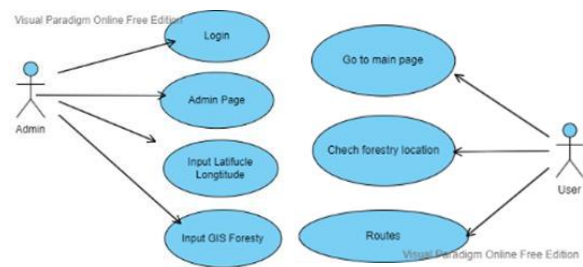 Visual Paradigm Online Free Edition
Login
Go to main page
Admin Page
Admin
Chech forestry location
Input Latifucle
Longtitude
User
Input GIS Foresty
Routes
Visual Paradigm Online Free Edition